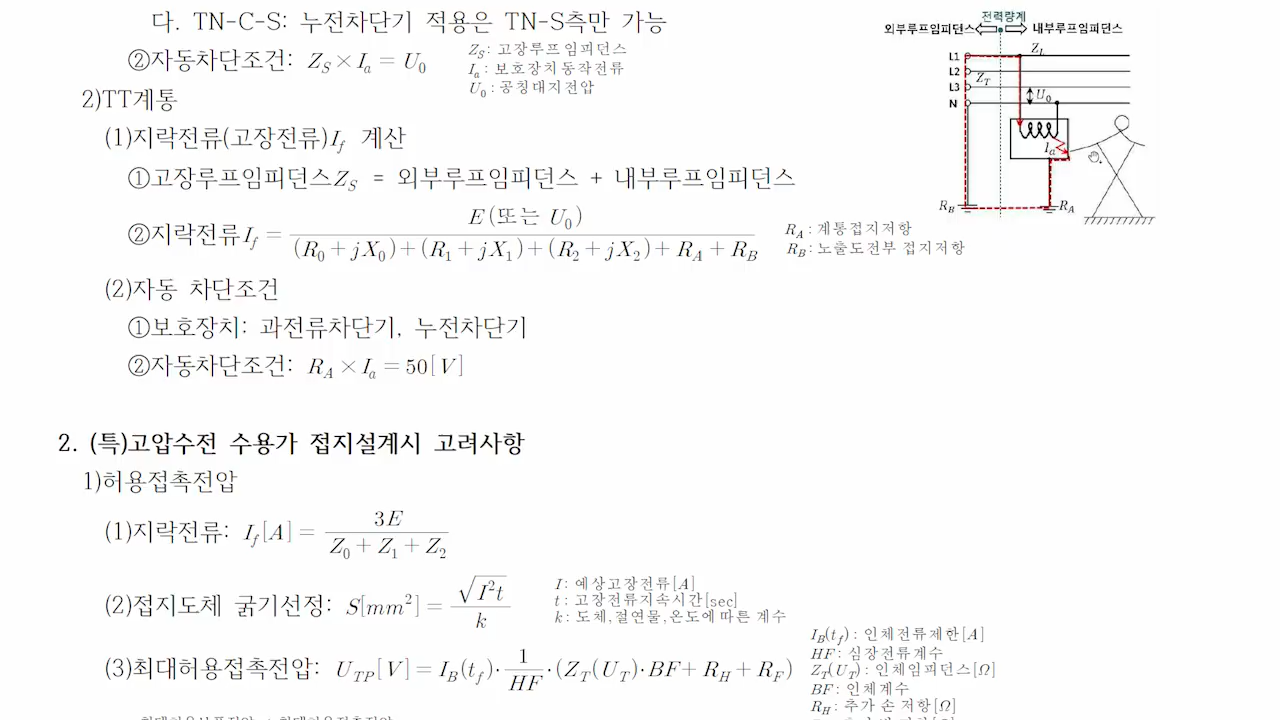 다. TN-C-S: 누전차단기 적용은 TN-S측만 가능
②자동차단조건: Z_S × I_a = U_0
Z_S : 고장루프 임피던스
I_a : 보호장치동작전류
U_0 : 공칭대지전압
전력량계
외부루프임피던스 내부루프임피던스
L1 Z_L
L2 Z_T
L3 U_0
N
I_a
R_B R_A
2)TT계통
(1)지락전류(고장전류)I_f 계산
①고장루프임피던스Z_S = 외부루프임피던스 + 내부루프임피던스
②지락전류I_f = E(또는 U_0) / (R_0+jX_0)+(R_1+jX_1)+(R_2+jX_2)+R_A+R_B
R_A : 계통접지저항
R_B : 노출도전부 접지저항
(2)자동 차단조건
①보호장치: 과전류차단기, 누전차단기
②자동차단조건: R_A × I_a = 50[V]
2. (특)고압수전 수용가 접지설계시 고려사항
1)허용접촉전압
(1)지락전류: I_f[A] = 3E / Z_0+Z_1+Z_2
(2)접지도체 굵기선정: S[mm²] = √I²t / k
I : 예상고장전류[A]
t : 고장전류지속시간[sec]
k : 도체,절연물,온도에 따른 계수
(3)최대허용접촉전압: U_TP[V] = I_B(t_f)·1/HF·(Z_T(U_T)·BF+R_H+R_F)
I_B(t_f) : 인체전류제한[A]
HF : 심장전류계수
Z_T(U_T) : 인체임피던스[Ω]
BF : 인체계수
R_H : 추가 손 저항[Ω]